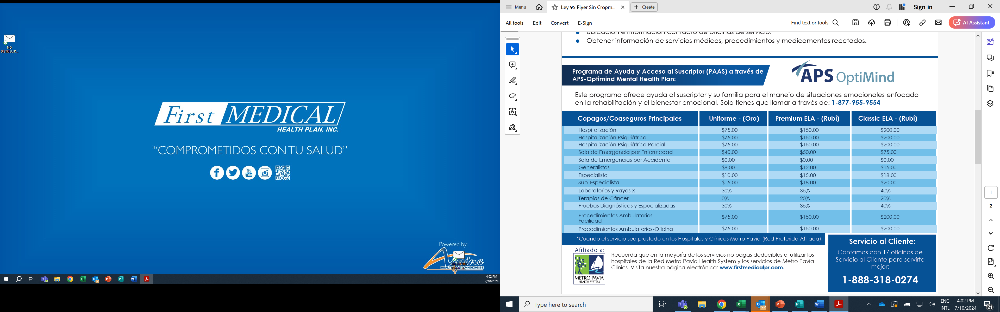 NO
DISTRIBUIR...
First MEDICAL
HEALTH PLAN, INC.
“COMPROMETIDOS CON TU SALUD”
You
Tube
Powered by:
HEALTH TECHNOLOGIES
4:02 PM
7/10/2024
Menu
Ley 95 Flyer Sin Cropm...
Create
Sign in
All tools
Edit
Convert
E-Sign
Find text or tools
AI Assistant
Ubicación e información contacto de oficinas de servicio.
Obtener información de servicios médicos, procedimientos y medicamentos recetados.
Programa de Ayuda y Acceso al Suscriptor (PAAS) a través de
APS-Optimind Mental Health Plan:
APS OptiMind
Este programa ofrece ayuda al suscriptor y su familia para el manejo de situaciones emocionales enfocado
en la rehabilitación y el bienestar emocional. Solo tienes que llamar a través de: 1-877-955-9554
Copagos/Coaseguros Principales Uniforme - (Oro) Premium ELA - (Rubí) Classic ELA - (Rubí)
Hospitalización $75.00 $150.00 $200.00
Hospitalización Psiquiátrica $75.00 $150.00 $200.00
Hospitalización Psiquiátrica Parcial $75.00 $150.00 $200.00
Sala de Emergencia por Enfermedad $40.00 $50.00 $75.00
Sala de Emergencias por Accidente $0.00 $0.00 $0.00
Generalistas $8.00 $12.00 $15.00
Especialista $10.00 $15.00 $18.00
Sub-Especialista $15.00 $18.00 $20.00
Laboratorios y Rayos X 30% 35% 40%
Terapias de Cáncer 0% 20% 20%
Pruebas Diagnósticas y Especializadas 30% 35% 40%
Procedimientos Ambulatorios
Facilidad $75.00 $150.00 $200.00
Procedimientos Ambulatorios-Oficina $75.00 $150.00 $200.00
*Cuando el servicio sea prestado en los Hospitales y Clínicas Metro Pavía (Red Preferida Afiliada).
Afiliado a:
METRO PAVIA
HEALTH SYSTEM
Recuerda que en la mayoría de los servicios no pagas deducibles al utilizar los
hospitales de la Red Metro Pavía Health System y los servicios de Metro Pavía
Clinics. Visita nuestra página electrónica: www.firstmedicalpr.com.
Servicio al Cliente:
Contamos con 17 oficinas de
Servicio al Cliente para servirte
mejor:
1-888-318-0274
1
2
Type here to search
ENG
INTL
4:02 PM
7/10/2024
21